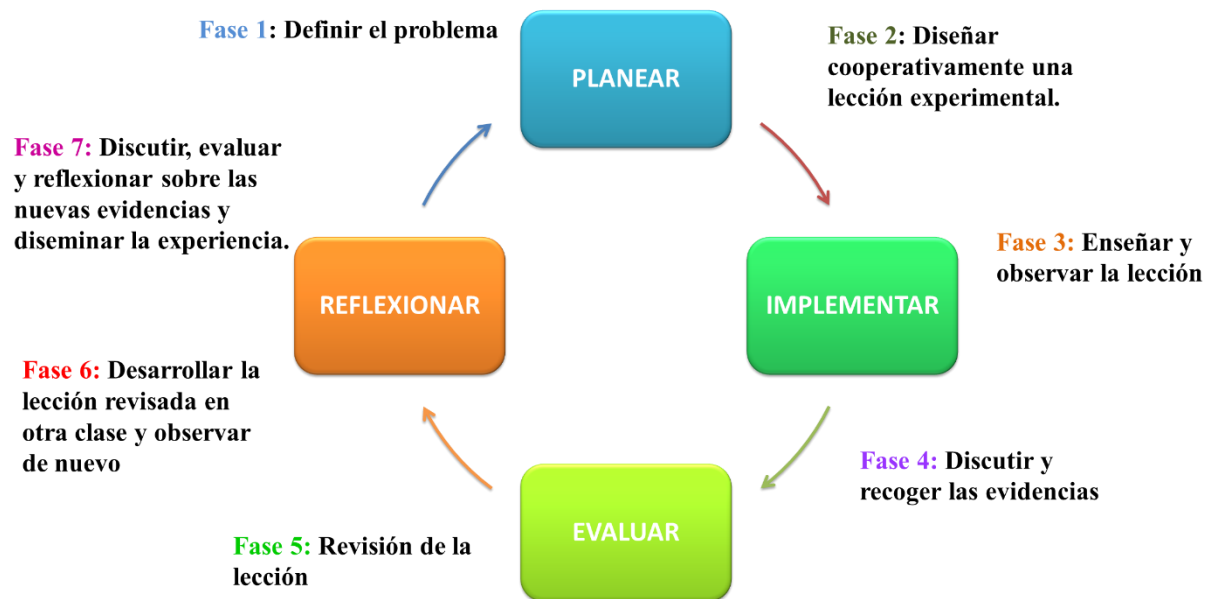 Fase 1: Definir el problema
PLANEAR
Fase 2: Diseñar
cooperativamente una
lección experimental.
Fase 3: Enseñar y
observar la lección
IMPLEMENTAR
Fase 4: Discutir y
recoger las evidencias
EVALUAR
Fase 5: Revisión de la
lección
Fase 6: Desarrollar la
lección revisada en
otra clase y observar
de nuevo
REFLEXIONAR
Fase 7: Discutir, evaluar
y reflexionar sobre las
nuevas evidencias y
diseminar la experiencia.